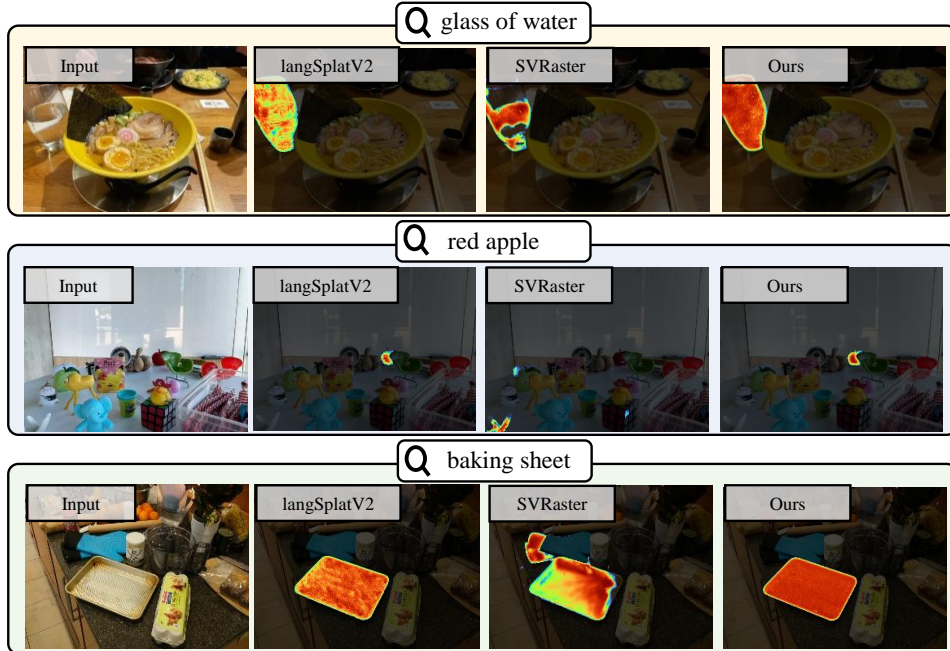 glass of water
Input
langSplatV2
SVRaster
Ours
red apple
Input
langSplatV2
SVRaster
Ours
baking sheet
Input
langSplatV2
SVRaster
Ours